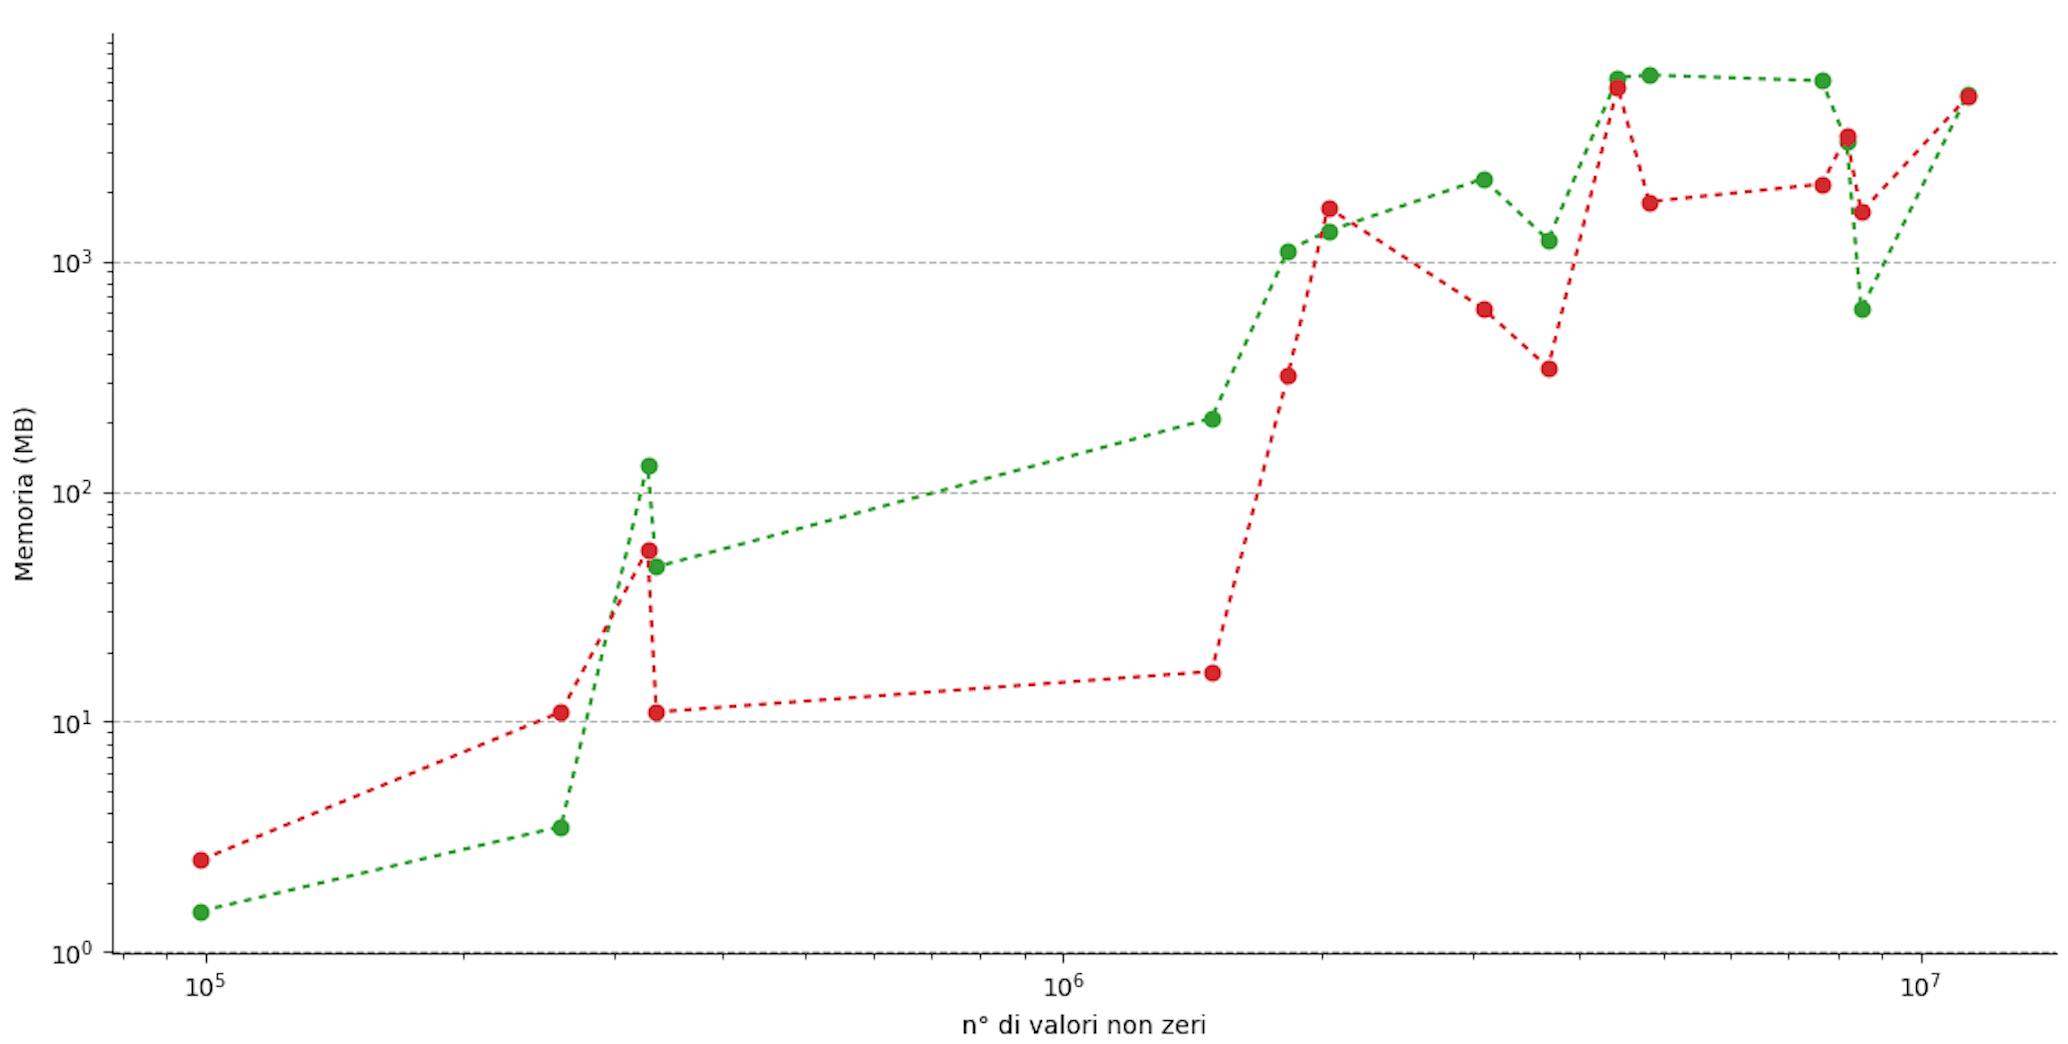 10³
10²
10¹
10⁰
Memoria (MB)
10⁵ 10⁶ 10⁷
n° di valori non zeri